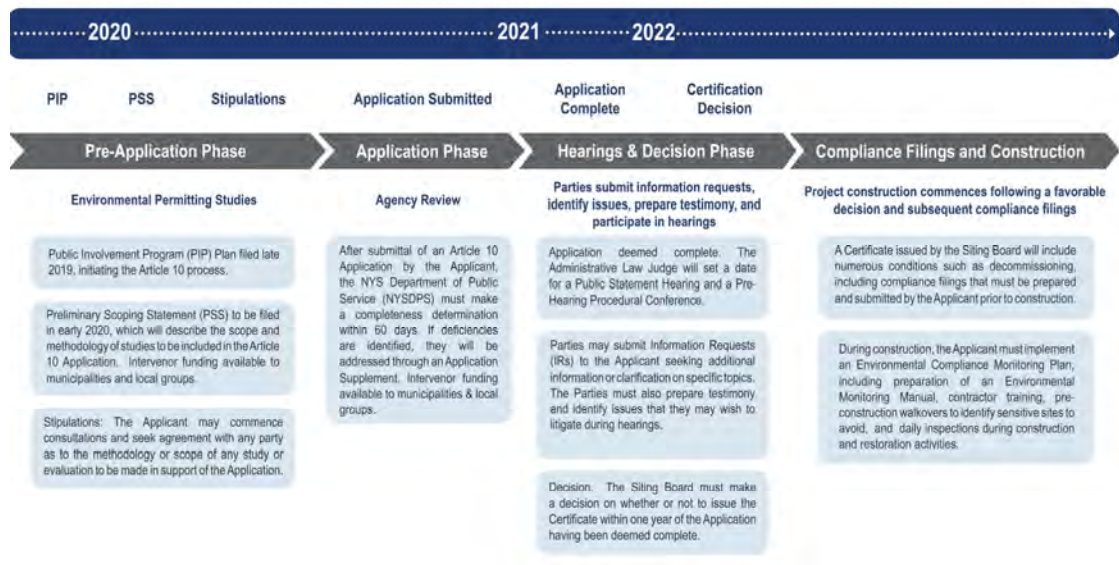 2020
2021
2022
PIP
PSS
Stipulations
Application Submitted
Application
Complete
Certification
Decision
Pre-Application Phase
Application Phase
Hearings & Decision Phase
Compliance Filings and Construction
Environmental Permitting Studies
Public Involvement Program (PIP) Plan filed late
2019, initiating the Article 10 process.
Preliminary Scoping Statement (PSS) to be filed
in early 2020, which will describe the scope and
methodology of studies to be included in the Article
10 Application. Intervenor funding available to
municipalities and local groups.
Stipulations: The Applicant may commence
consultations and seek agreement with any party
as to the methodology or scope of any study or
evaluation to be made in support of the Application.
Agency Review
After submittal of an Article 10
Application by the Applicant,
the NYS Department of Public
Service (NYSDPS) must make
a completeness determination
within 60 days. If deficiencies
are identified, they will be
addressed through an Application
Supplement. Intervenor funding
available to municipalities & local
groups.
Parties submit information requests,
identify issues, prepare testimony, and
participate in hearings
Application deemed complete. The
Administrative Law Judge will set a date
for a Public Statement Hearing and a Pre-
Hearing Procedural Conference.
Parties may submit Information Requests
(IRs) to the Applicant seeking additional
information or clarification on specific topics.
The Parties must also prepare testimony
and identify issues that they may wish to
litigate during hearings.
Decision. The Siting Board must make
a decision on whether or not to issue the
Certificate within one year of the Application
having been deemed complete.
Project construction commences following a favorable
decision and subsequent compliance filings
A Certificate issued by the Siting Board will include
numerous conditions such as decommissioning,
including compliance filings that must be prepared
and submitted by the Applicant prior to construction.
During construction, the Applicant must implement
an Environmental Compliance Monitoring Plan,
including preparation of an Environmental
Monitoring Manual, contractor training, pre-
construction walkovers to identify sensitive sites to
avoid, and daily inspections during construction
and restoration activities.